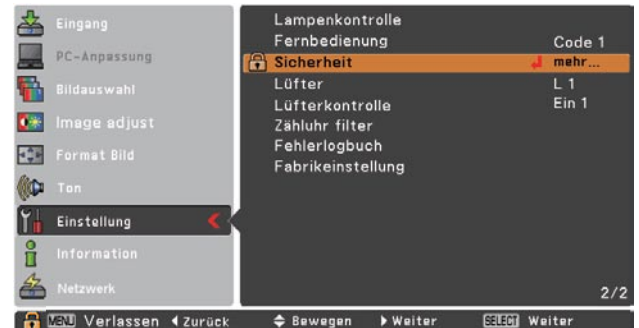 Eingang
PC-Anpassung
Bildauswahl
Image adjust
Format Bild
Ton
Einstellung
Information
Netzwerk
Lampenkontrolle
Fernbedienung Code 1
Sicherheit mehr...
Lüfter L 1
Lüfterkontrolle Ein 1
Zähluhr filter
Fehlerlogbuch
Fabrikeinstellung
2/2
MENU Verlassen Zurück Bewegen Weiter SELECT Weiter